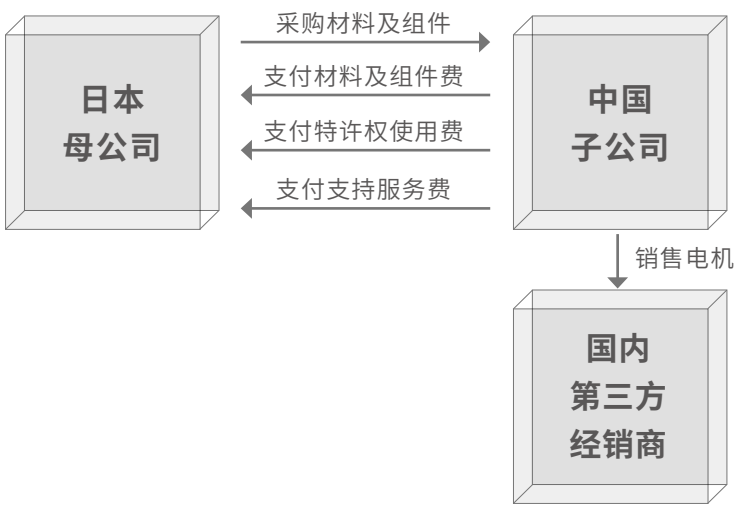 采购材料及组件
日本
母公司
支付材料及组件费
支付特许权使用费
支付支持服务费
中国
子公司
销售电机
国内
第三方
经销商